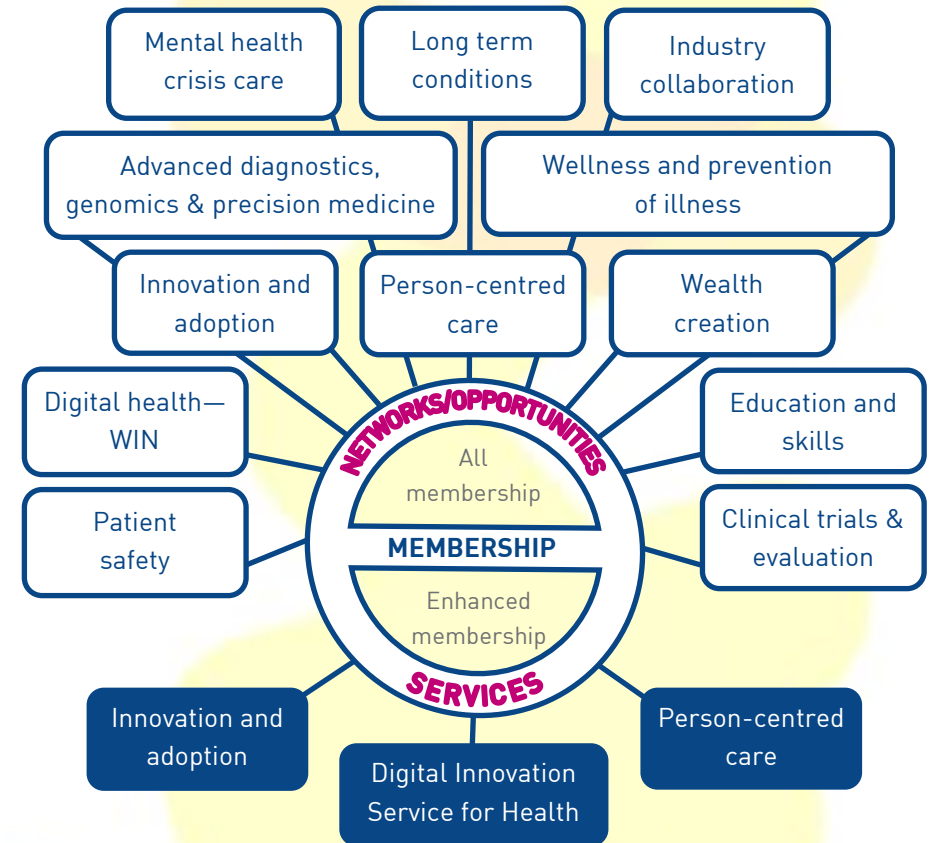 Mental health
crisis care
Long term
conditions
Industry
collaboration
Advanced diagnostics,
genomics & precision medicine
Wellness and prevention
of illness
Innovation and
adoption
Person-centred
care
Wealth
creation
Digital health—
WIN
Education and
skills
Patient
safety
Clinical trials &
evaluation
NETWORKS/OPPORTUNITIES
All
membership
MEMBERSHIP
Enhanced
membership
SERVICES
Innovation and
adoption
Digital Innovation
Service for Health
Person-centred
care